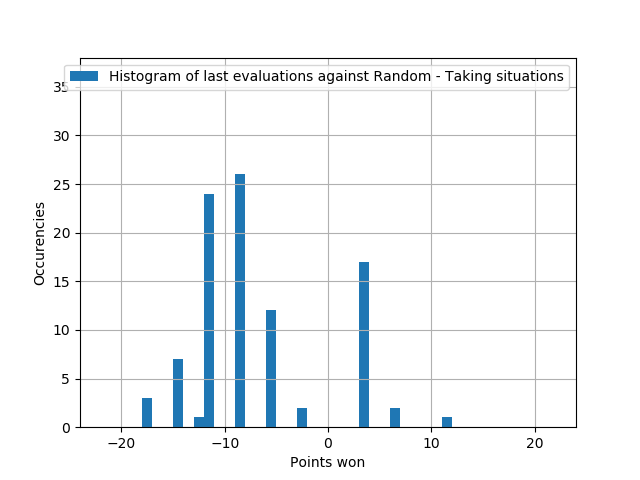 Histogram of last evaluations against Random - Taking situations
35
30
25
20
15
10
5
0
Occurencies
−20 −10 0 10 20
Points won